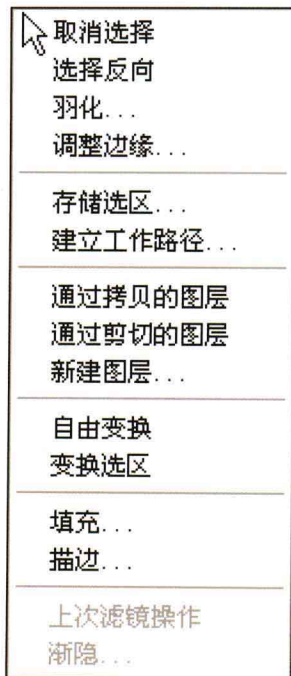 取消选择
选择反向
羽化...
调整边缘...
存储选区...
建立工作路径...
通过拷贝的图层
通过剪切的图层
新建图层...
自由变换
变换选区
填充...
描边...
上次滤镜操作
渐隐...